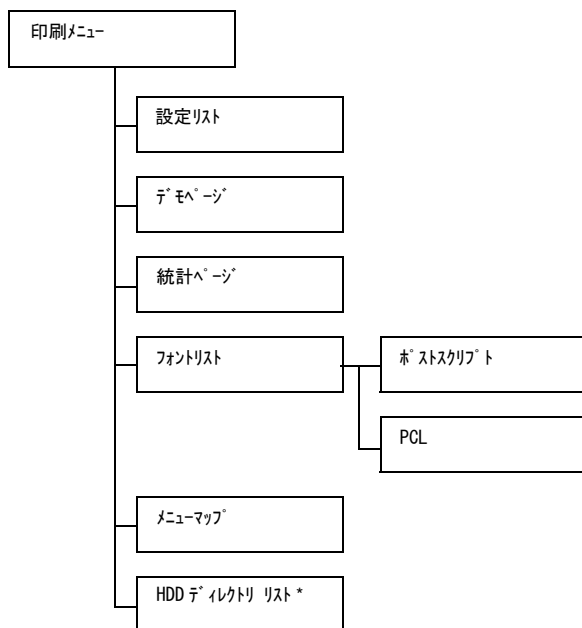 印刷ﾒﾆｭｰ
設定ﾘｽﾄ
ﾃﾞﾓﾍﾟｰｼﾞ
統計ﾍﾟｰｼﾞ
ﾌｫﾝﾄﾘｽﾄ
ﾎﾟｽﾄｽｸﾘﾌﾟﾄ
PCL
ﾒﾆｭｰﾏｯﾌﾟ
HDD ﾃﾞｨﾚｸﾄﾘ ﾘｽﾄ *